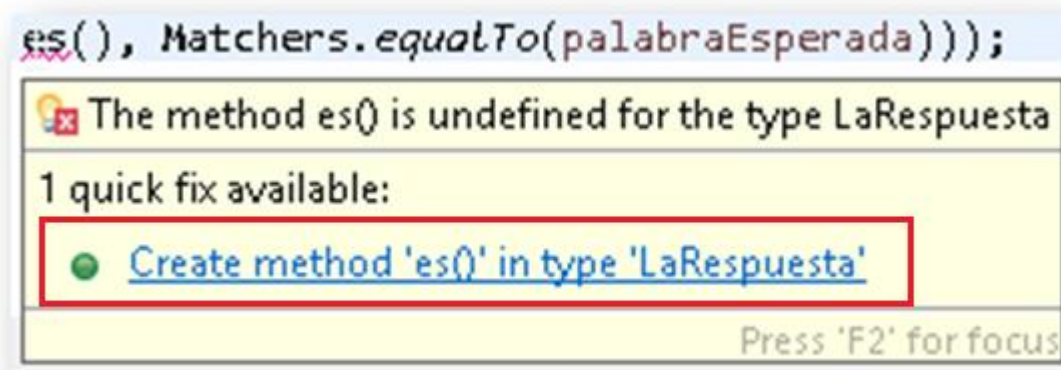 es(), Matchers.equalTo(palabraEsperada)));
The method es() is undefined for the type LaRespuesta
1 quick fix available:
Create method 'es()' in type 'LaRespuesta'
Press 'F2' for focus